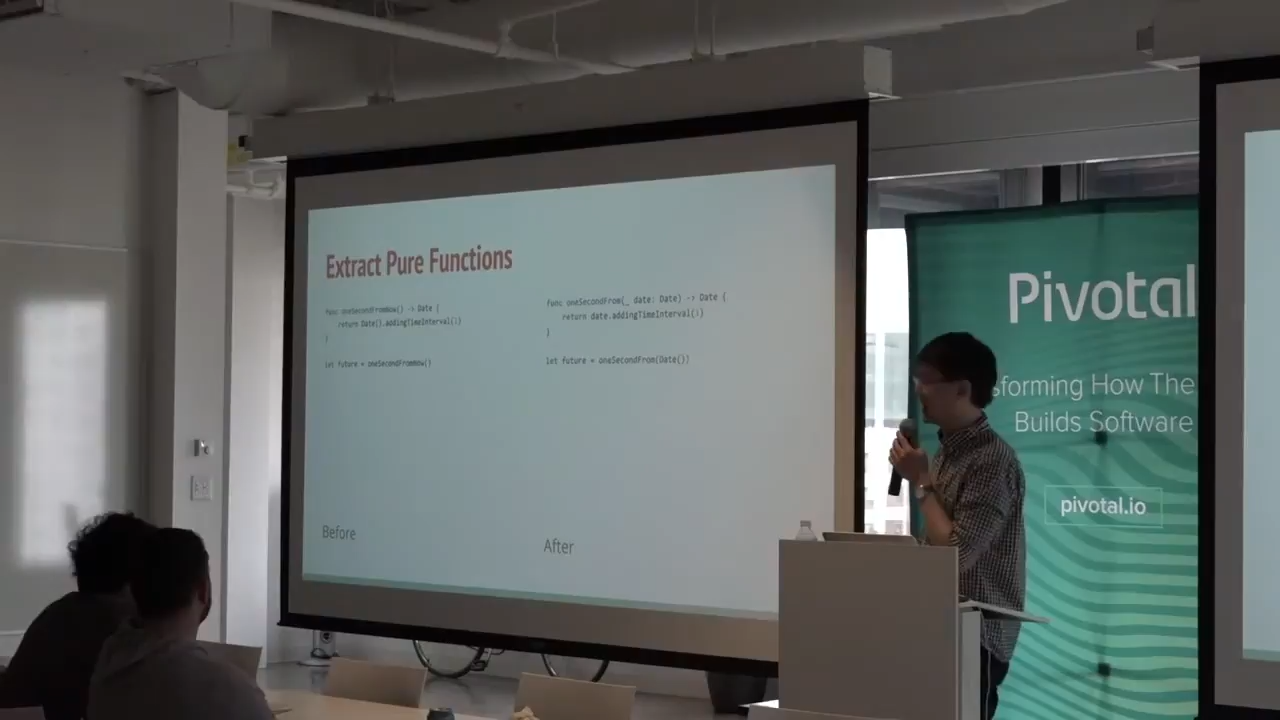 Extract Pure Functions
func oneSecondFromNow() -> Date {
return Date().addingTimeInterval(1)
}
let future = oneSecondFromNow()
Before
func oneSecondFrom(_ date: Date) -> Date {
return date.addingTimeInterval(1)
}
let future = oneSecondFrom(Date())
After
Pivotal
sforming How The
Builds Software
pivotal.io